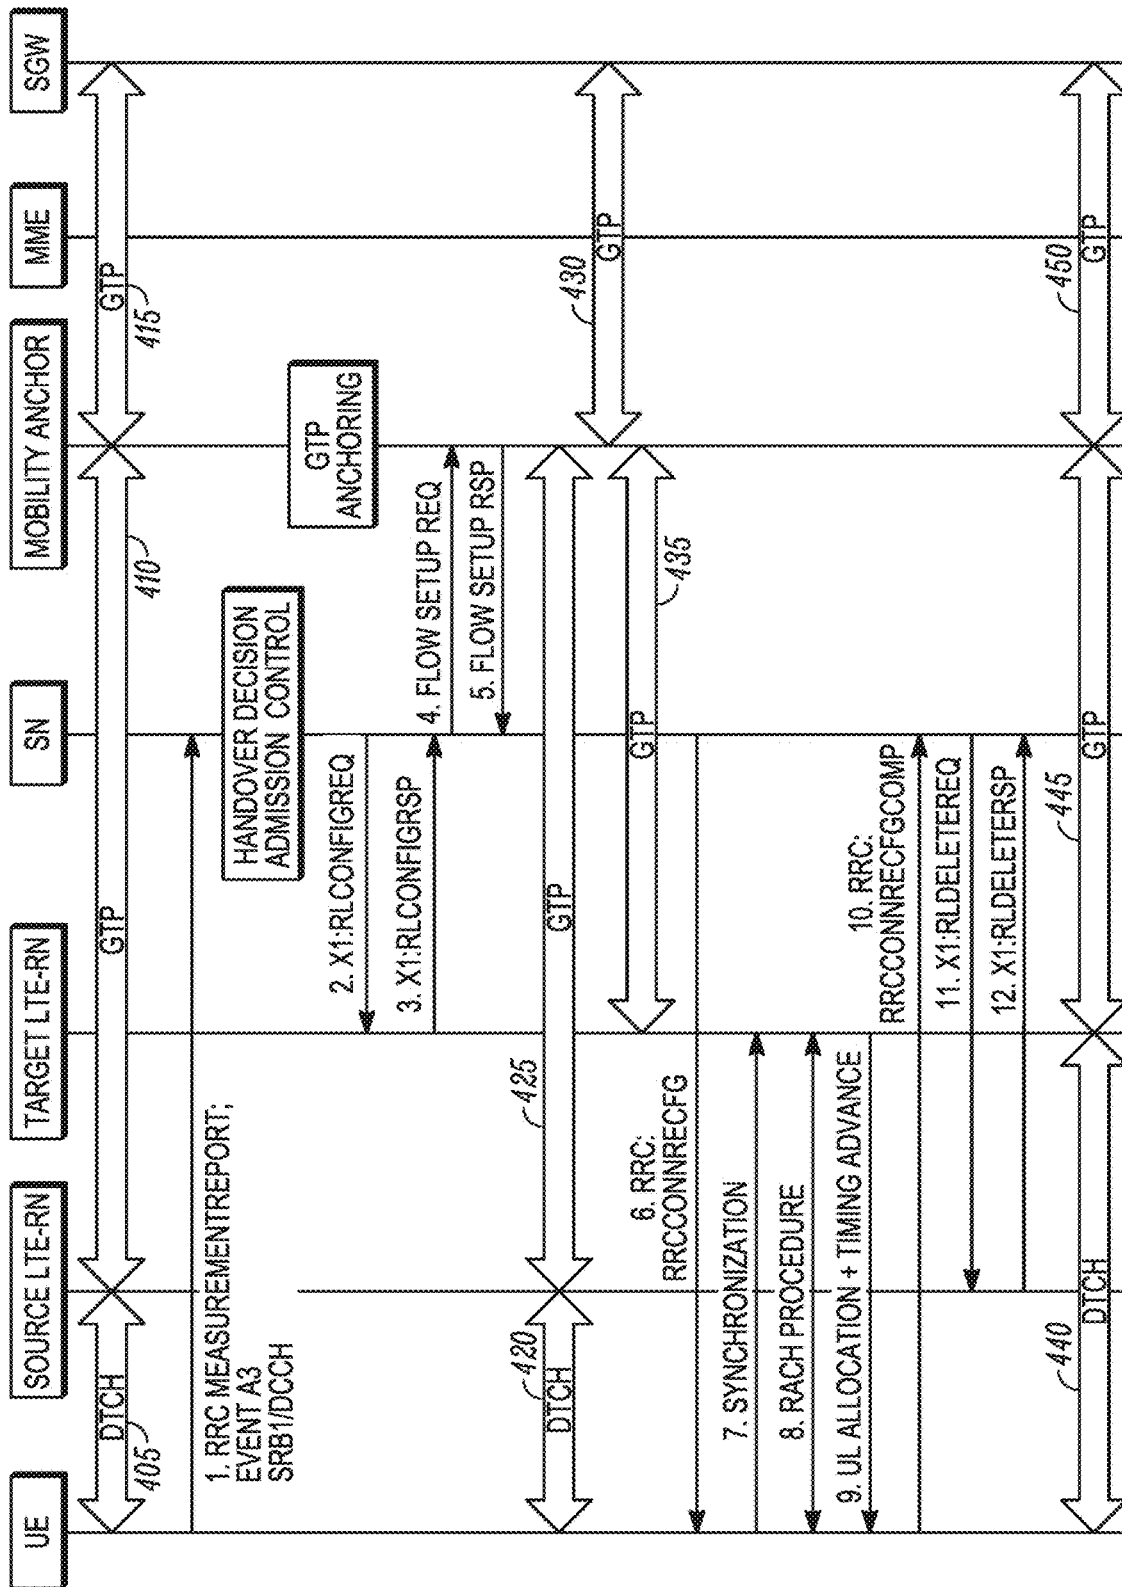 UE
SOURCE LTE-RN
TARGET LTE-RN
SN
MOBILITY ANCHOR
MME
SGW
DTCH
405
GTP
410
GTP
415
1. RRC MEASUREMENTREPORT;
EVENT A3
SRB1/DCCH
HANDOVER DECISION
ADMISSION CONTROL
GTP
ANCHORING
2. X1:RLCONFIGREQ
3. X1:RLCONFIGRSP
4. FLOW SETUP REQ
5. FLOW SETUP RSP
DTCH
420
425
GTP
430
GTP
GTP
435
6. RRC:
RRCCONNRECFG
7. SYNCHRONIZATION
8. RACH PROCEDURE
9. UL ALLOCATION + TIMING ADVANCE
10. RRC:
RRCCONNRECFGCOMP
11. X1:RLDELETEREQ
12. X1:RLDELETERSP
440
DTCH
445
GTP
450
GTP